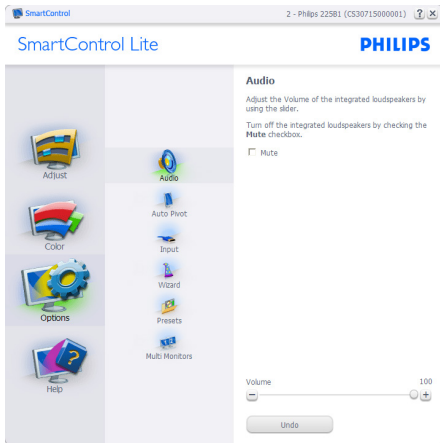 SmartControl
2 - Philips 225B1 (CS30715000001)
? ×
SmartControl Lite
PHILIPS
Adjust
Color
Options
?
Help
Audio
Auto Pivot
Input
Wizard
Presets
1 2
Multi Monitors
Audio
Adjust the Volume of the integrated loudspeakers by
using the slider.
Turn off the integrated loudspeakers by checking the
Mute checkbox.
Mute
Volume 100
− +
Undo